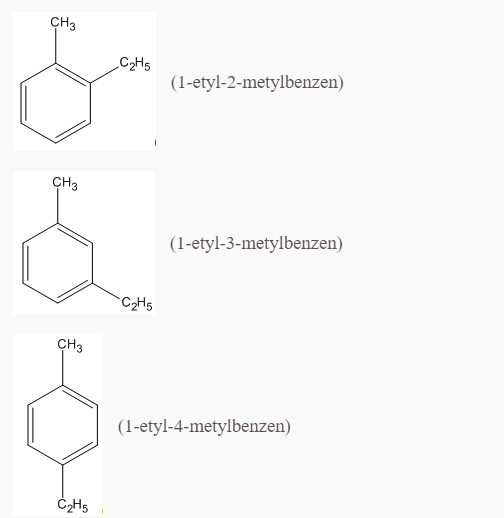 CH₃
C₂H₅
(1-etyl-2-metylbenzen)
CH₃
(1-etyl-3-metylbenzen)
C₂H₅
CH₃
(1-etyl-4-metylbenzen)
C₂H₅